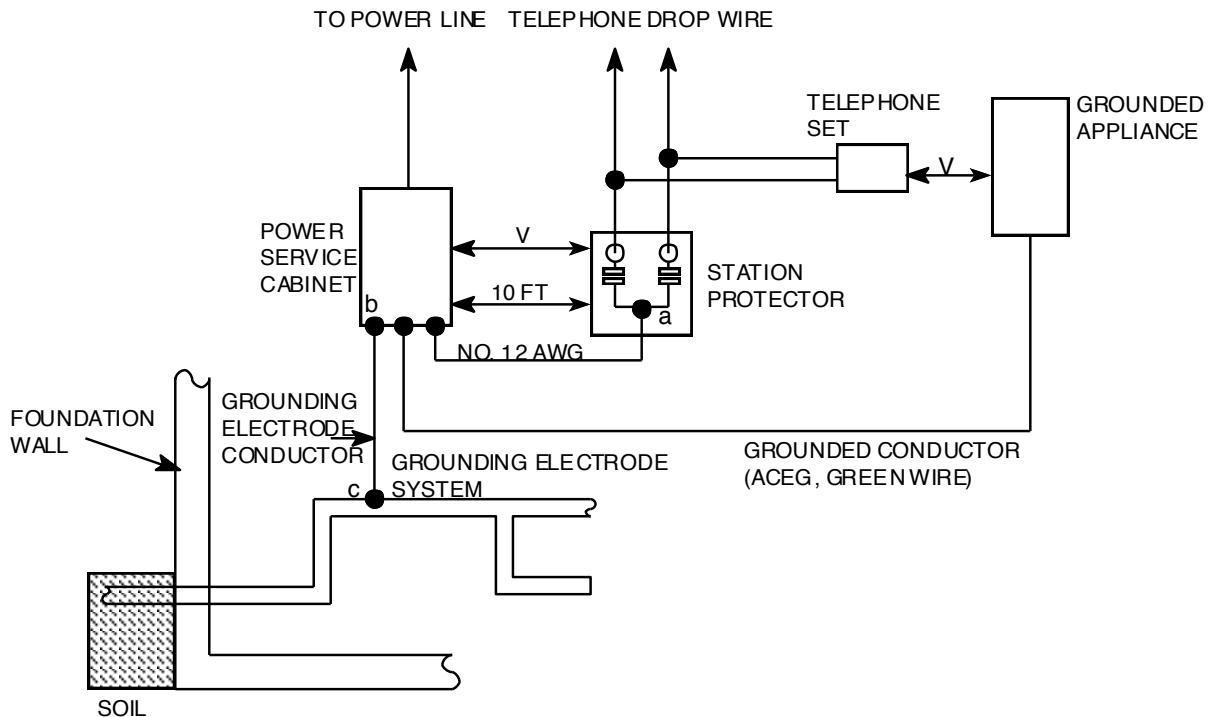 TO POWER LINE
TELEPHONE DROP WIRE
TELEPHONE
SET
GROUNDED
APPLIANCE
V
POWER
SERVICE
CABINET
b
V
10 FT
STATION
PROTECTOR
a
NO. 12 AWG
FOUNDATION
WALL
GROUNDING
ELECTRODE
CONDUCTOR
GROUNDING ELECTRODE
SYSTEM
c
GROUNDED CONDUCTOR
(ACEG, GREEN WIRE)
SOIL